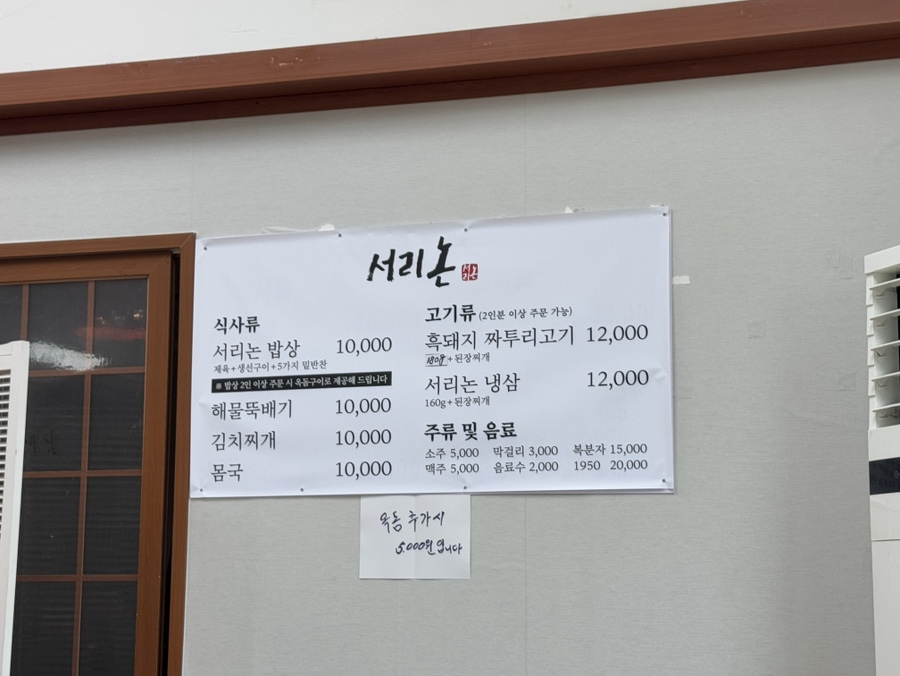 서리논
서리논
식사류
서리논 밥상 10,000
제육+생선구이+5가지 밑반찬
※ 밥상 2인 이상 주문 시 옥돔구이로 제공해 드립니다
해물뚝배기 10,000
김치찌개 10,000
몸국 10,000
고기류 (2인분 이상 주문 가능)
흑돼지 짜투리고기 12,000
180g+된장찌개
서리논 냉삼 12,000
160g+된장찌개
주류 및 음료
소주 5,000 막걸리 3,000 복분자 15,000
맥주 5,000 음료수 2,000 1950 20,000
옥돔 추가시
5,000원 입니다